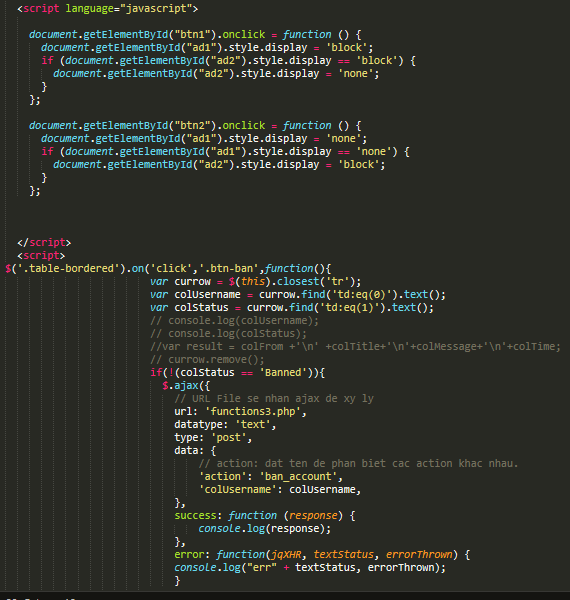 <script language="javascript">
document.getElementById("btn1").onclick = function () {
document.getElementById("ad1").style.display = 'block';
if (document.getElementById("ad2").style.display == 'block') {
document.getElementById("ad2").style.display = 'none';
}
};
document.getElementById("btn2").onclick = function () {
document.getElementById("ad1").style.display = 'none';
if (document.getElementById("ad1").style.display == 'none') {
document.getElementById("ad2").style.display = 'block';
}
};
</script>
<script>
$('.table-bordered').on('click','.btn-ban',function(){
var currow = $(this).closest('tr');
var colUsername = currow.find('td:eq(0)').text();
var colStatus = currow.find('td:eq(1)').text();
// console.log(colUsername);
// console.log(colStatus);
//var result = colFrom +'\n' +colTitle+'\n'+colMessage+'\n'+colTime;
// currow.remove();
if(!(colStatus == 'Banned')){
$.ajax({
// URL File se nhan ajax de xy ly
url: 'functions3.php',
datatype: 'text',
type: 'post',
data: {
// action: dat ten de phan biet cac action khac nhau.
'action': 'ban_account',
'colUsername': colUsername,
},
success: function (response) {
console.log(response);
},
error: function(jqXHR, textStatus, errorThrown) {
console.log("err" + textStatus, errorThrown);
}